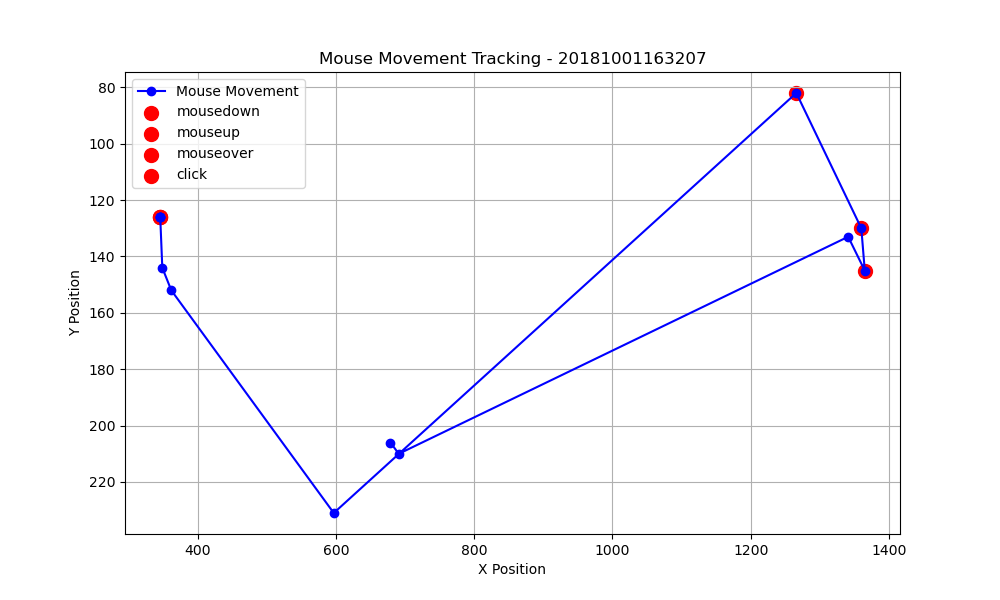 Mouse Movement Tracking - 20181001163207
Mouse Movement
mousedown
mouseup
mouseover
click
80
100
120
140
160
180
200
220
Y Position
400
600
800
1000
1200
1400
X Position